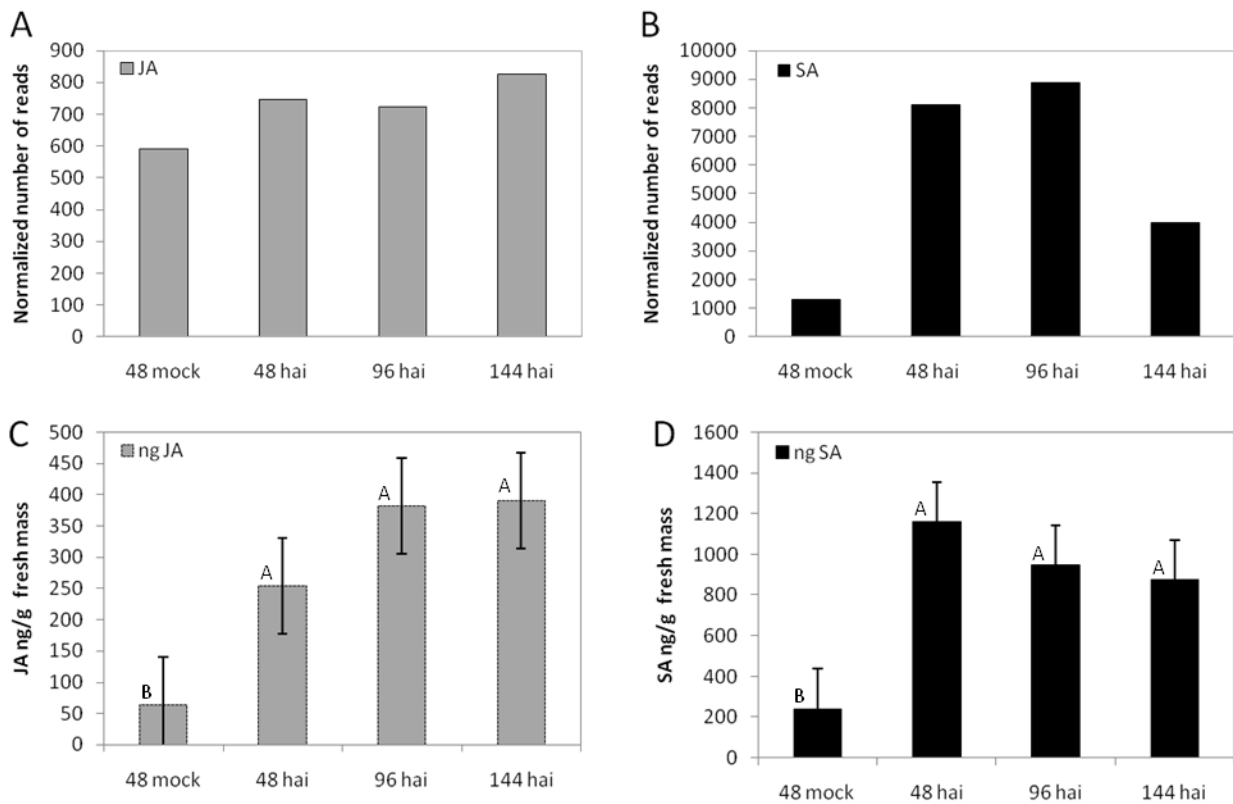 A
900
800
700
600
500
400
300
200
100
0
Normalized number of reads
JA
48 mock 48 hai 96 hai 144 hai
B
10000
9000
8000
7000
6000
5000
4000
3000
2000
1000
0
Normalized number of reads
SA
48 mock 48 hai 96 hai 144 hai
C
500
450
400
350
300
250
200
150
100
50
0
JA ng/g fresh mass
ng JA
B A A A
48 mock 48 hai 96 hai 144 hai
D
1600
1400
1200
1000
800
600
400
200
0
SA ng/g fresh mass
ng SA
B A A A
48 mock 48 hai 96 hai 144 hai